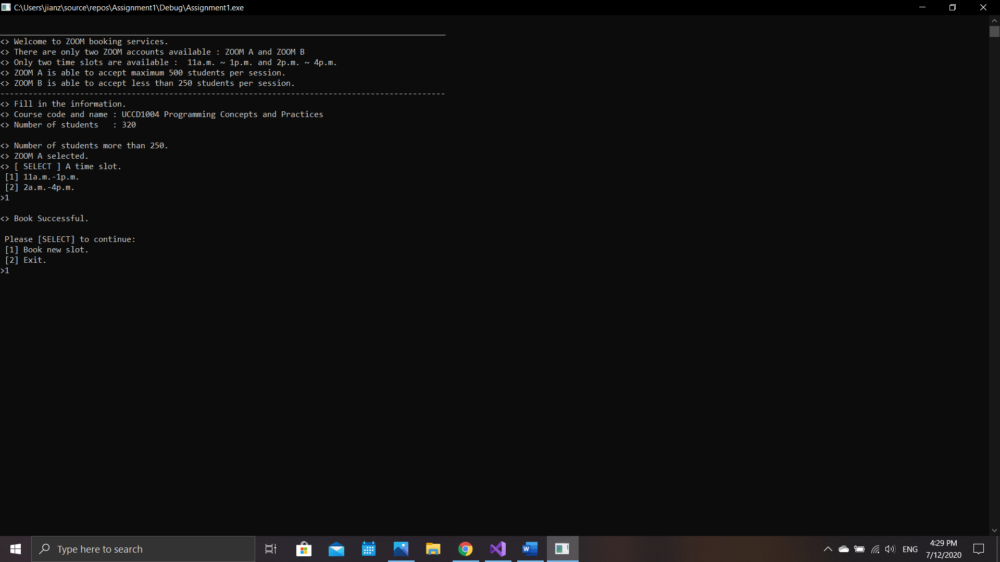 C:\Users\jianz\source\repos\Assignment1\Debug\Assignment1.exe
_______________________________________________________________________________________________
<> Welcome to ZOOM booking services.
<> There are only two ZOOM accounts available : ZOOM A and ZOOM B
<> Only two time slots are available :  11a.m. ~ 1p.m. and 2p.m. ~ 4p.m.
<> ZOOM A is able to accept maximum 500 students per session.
<> ZOOM B is able to accept less than 250 students per session.
-----------------------------------------------------------------------------------------------
<> Fill in the information.
<> Course code and name : UCCD1004 Programming Concepts and Practices
<> Number of students   : 320
<> Number of students more than 250.
<> ZOOM A selected.
<> [ SELECT ] A time slot.
[1] 11a.m.-1p.m.
[2] 2a.m.-4p.m.
>1
<> Book Successful.
Please [SELECT] to continue:
[1] Book new slot.
[2] Exit.
>1
Type here to search
W
ENG
4:29 PM
7/12/2020